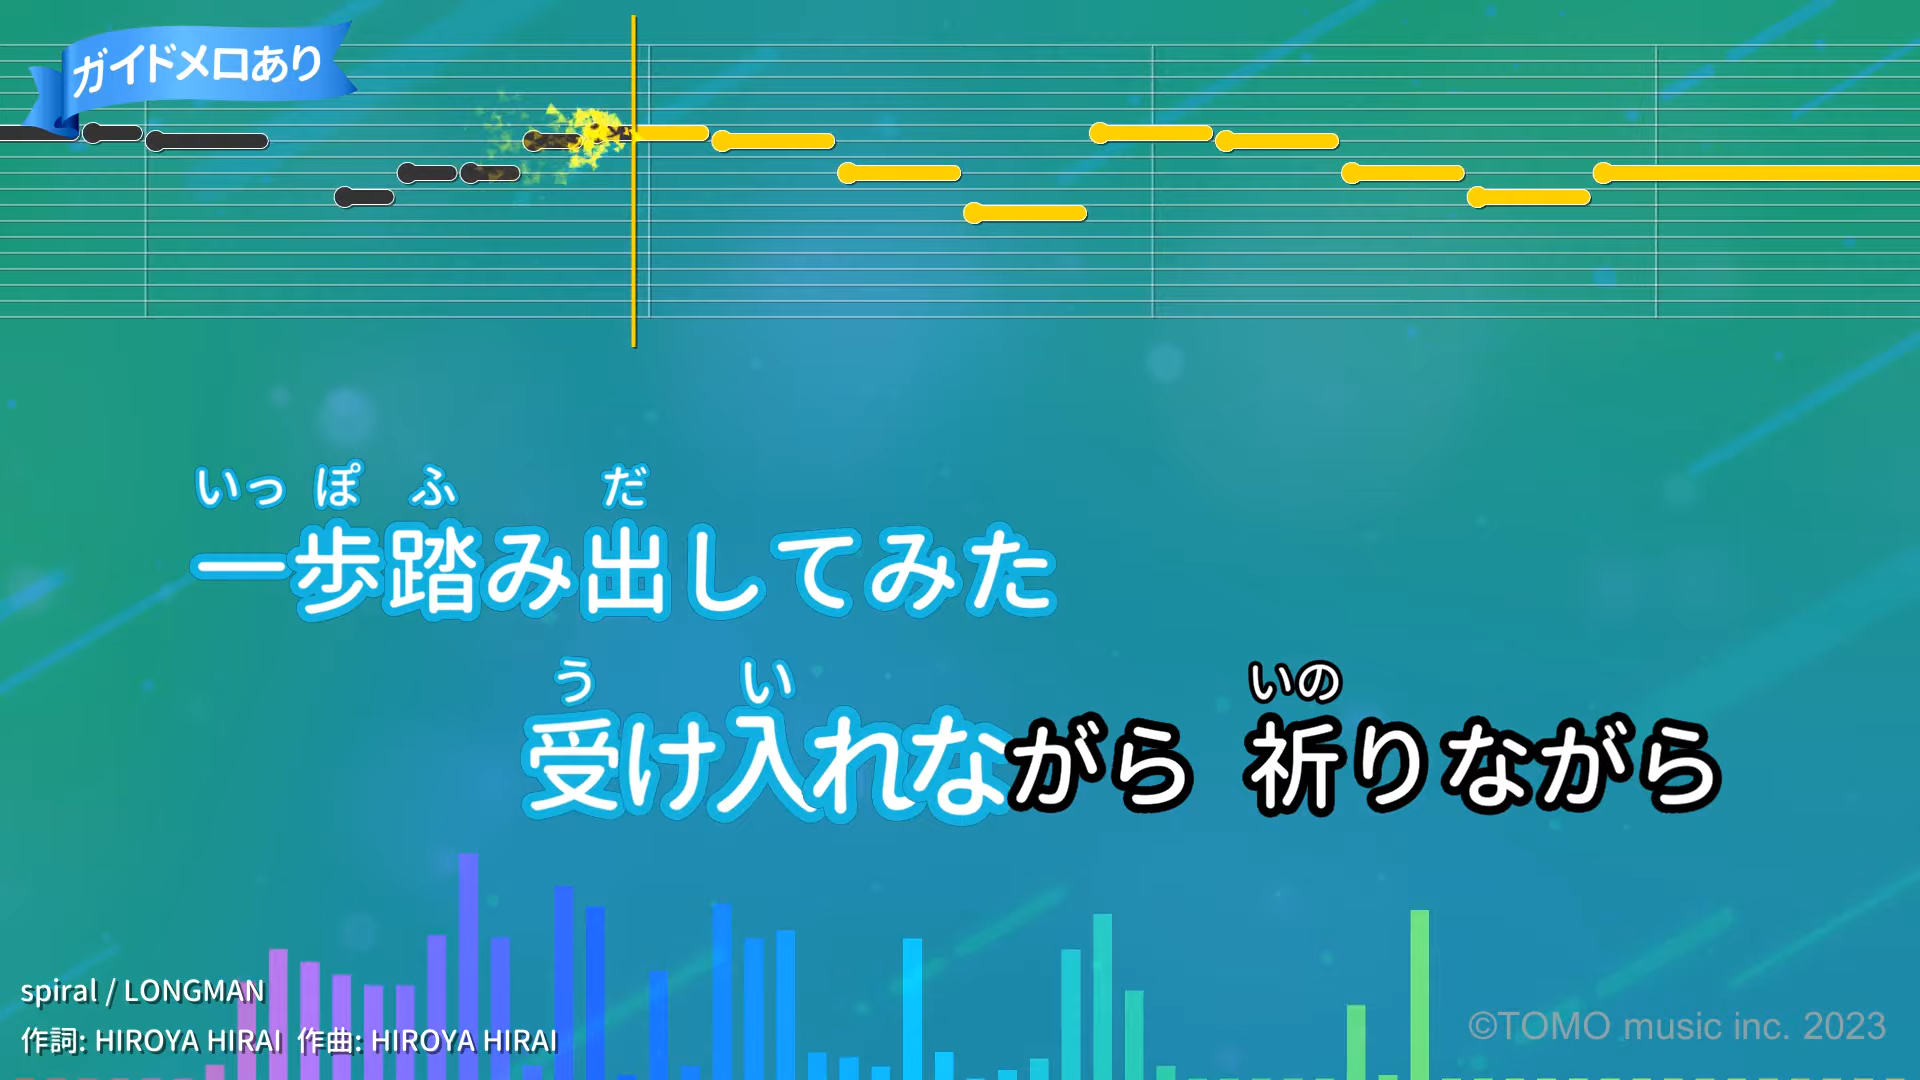 ガイドメロあり
いっぽ ふ だ
一歩踏み出してみた
う い いの
受け入れながら 祈りながら
spiral / LONGMAN
作詞: HIROYA HIRAI 作曲: HIROYA HIRAI
©TOMO music inc. 2023